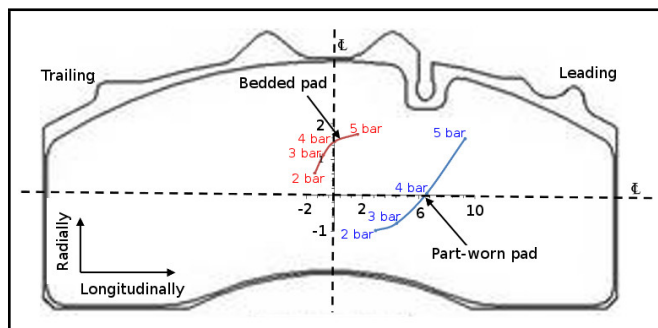 ℄
Trailing
Leading
Bedded pad
2
5 bar
5 bar
4 bar
3 bar
1
2 bar
4 bar
℄
-2
2
6
10
3 bar
2 bar
-1
Part-worn pad
Radially
Longitudinally